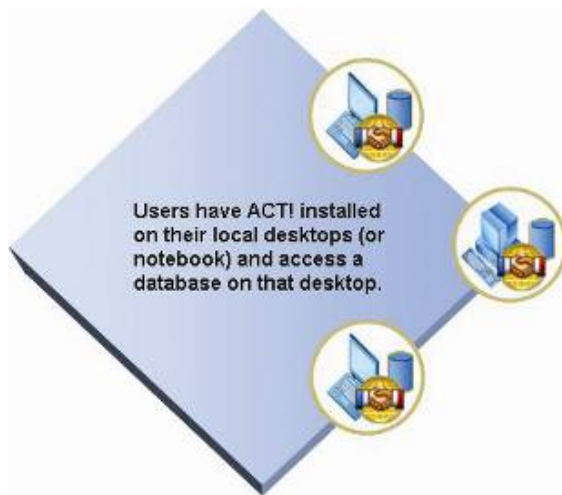 Users have ACT! installed
on their local desktops (or
notebook) and access a
database on that desktop.